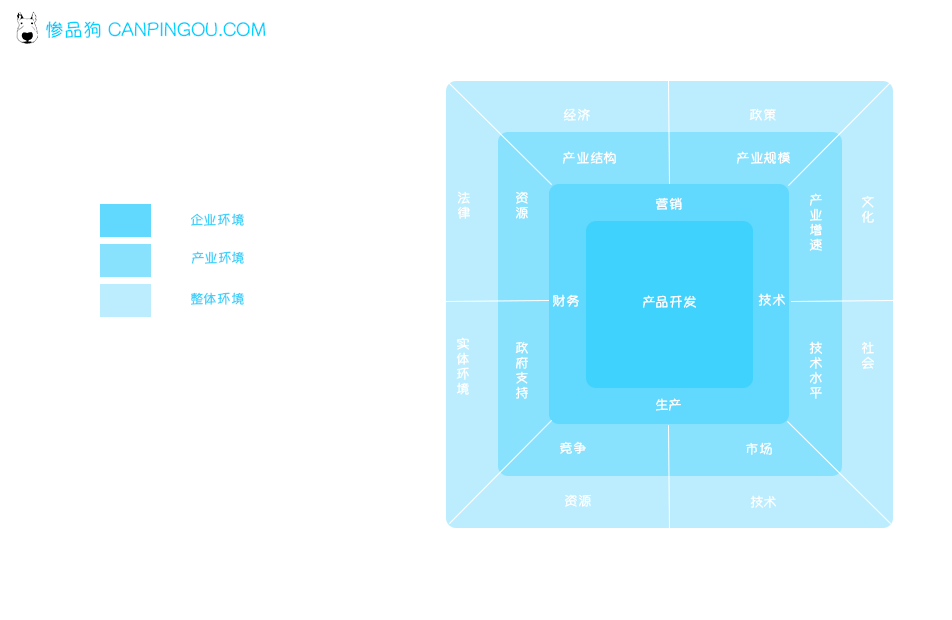 惨品狗 CANPINGOU.COM
企业环境
产业环境
整体环境
经济
政策
产业结构
产业规模
法律
资源
营销
产业增速
文化
财务
产品开发
技术
实体环境
政府支持
技术水平
社会
生产
竞争
市场
资源
技术